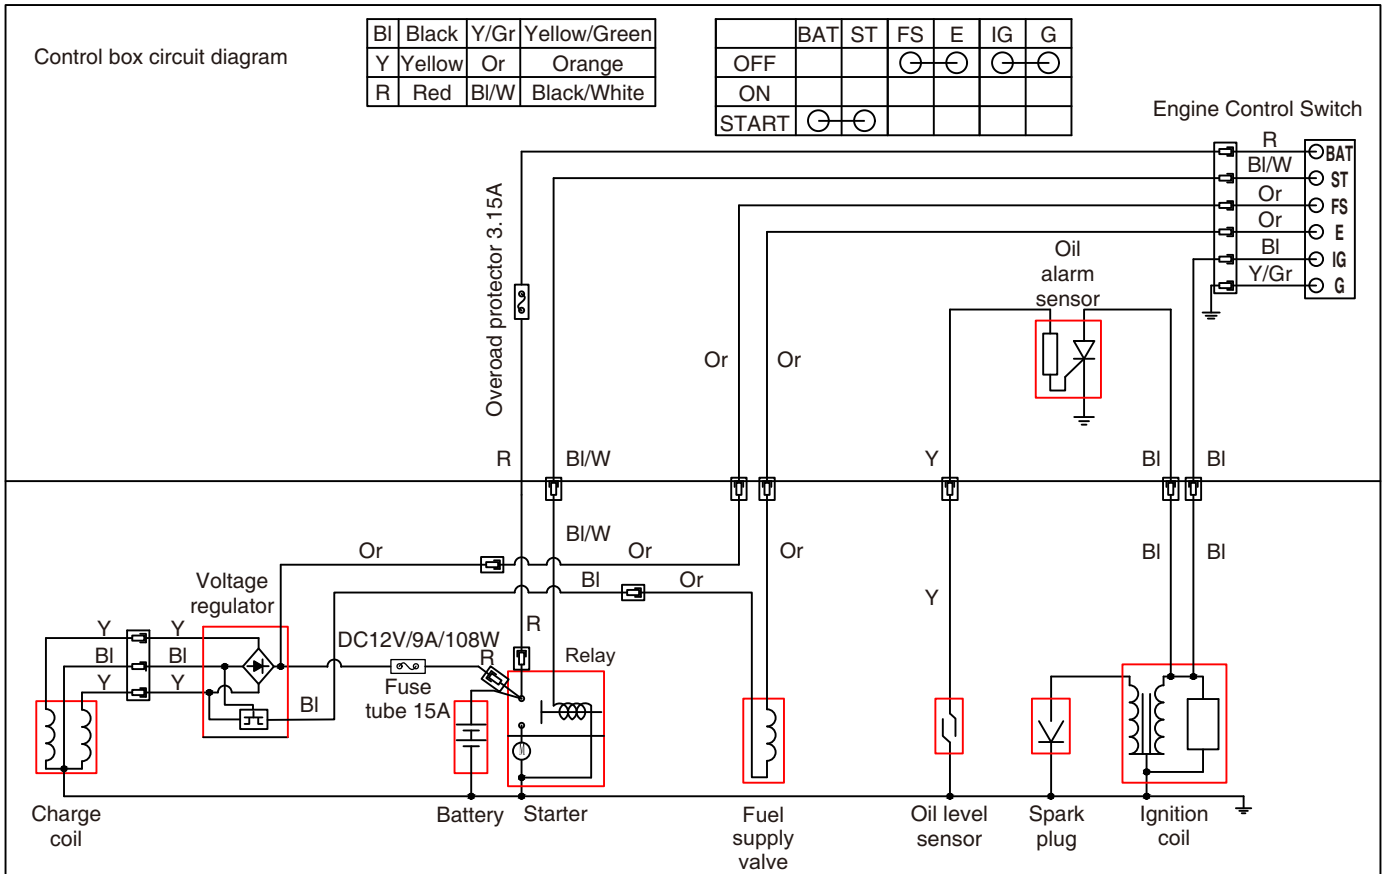 Control box circuit diagram
Bl Black Y/Gr Yellow/Green
Y Yellow Or Orange
R Red Bl/W Black/White
BAT ST FS E IG G
OFF
ON
START
Engine Control Switch
R BAT
Bl/W ST
Or FS
Or E
Bl IG
Y/Gr G
Overoad protector 3.15A
Oil
alarm
sensor
Or Or
R Bl/W Y Bl Bl
Bl/W
Or Or Or Bl Bl
Voltage
regulator
Bl Or Y
Y Y
Bl Bl
Y Y
Bl
DC12V/9A/108W
R
R
Relay
Fuse
tube 15A
Charge
coil
Battery
Starter
M
Fuel
supply
valve
Oil level
sensor
Spark
plug
Ignition
coil